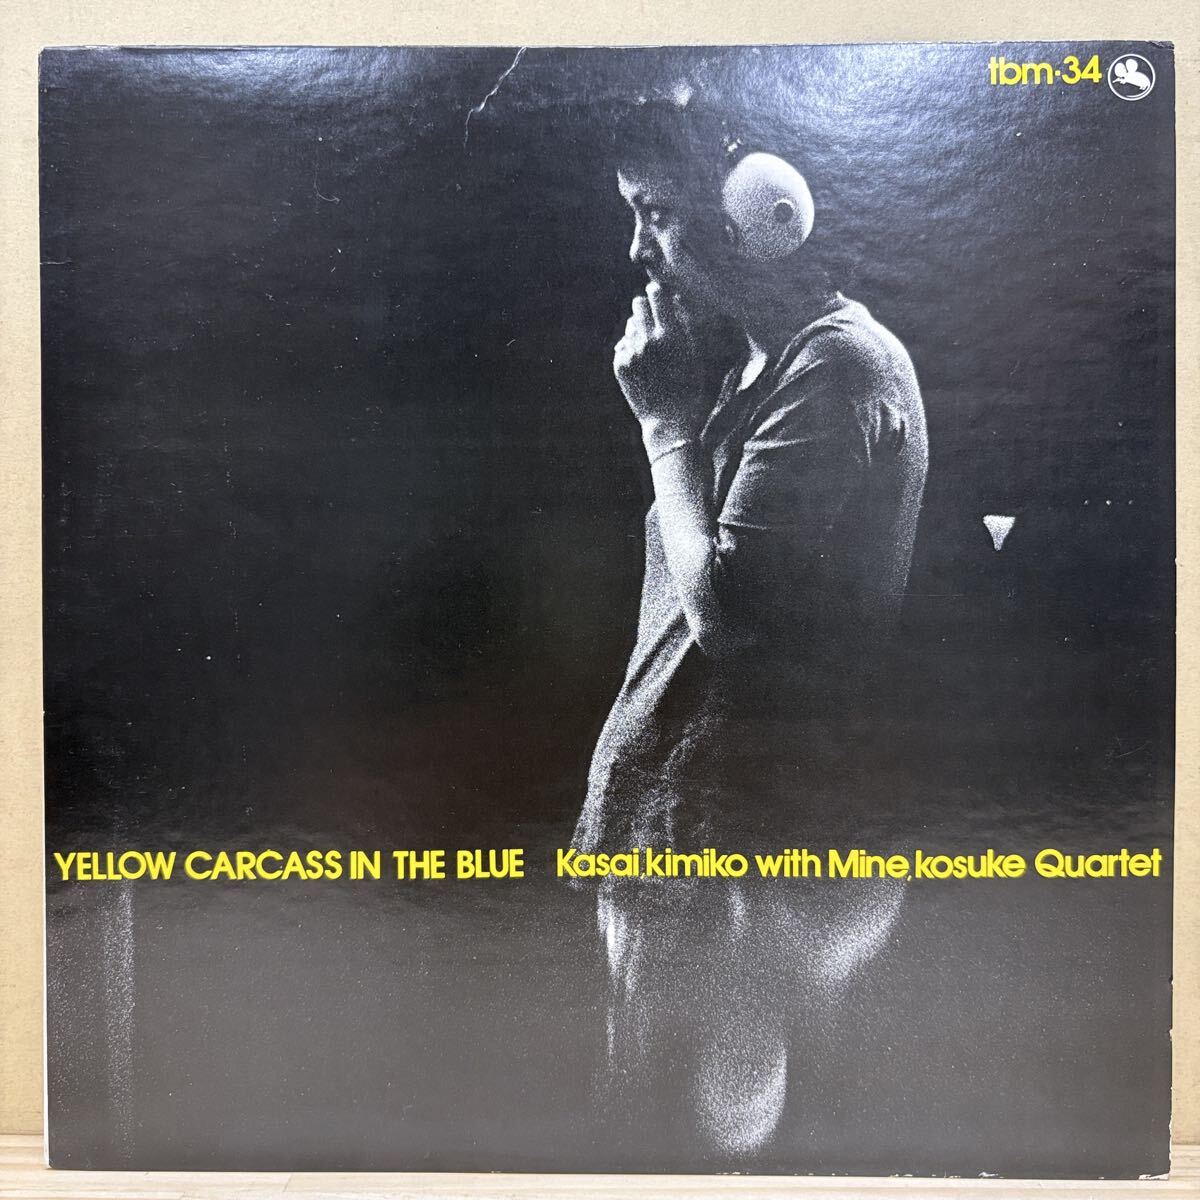 tbm·34
YELLOW CARCASS IN THE BLUE Kasai, kimiko with Mine, kosuke Quartet